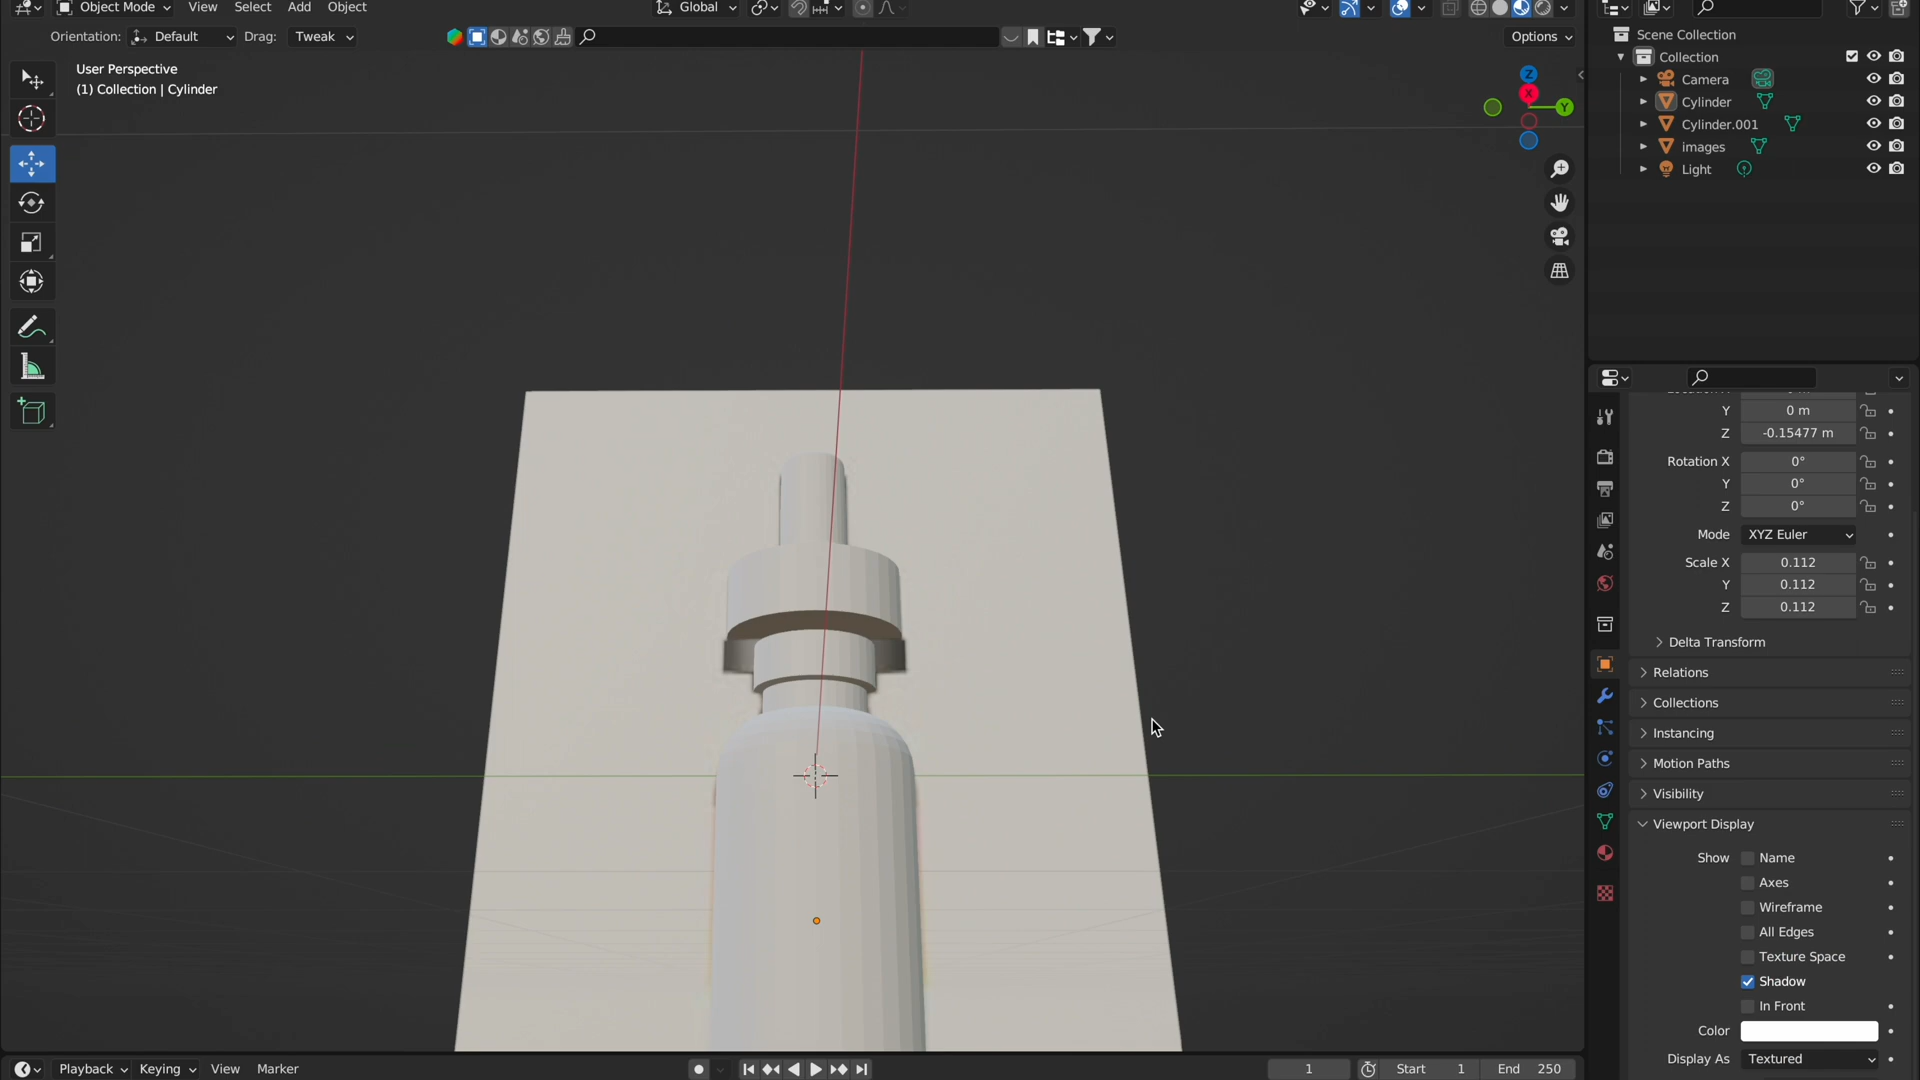 Object Mode View Select Add Object Global
Orientation: Default Drag: Tweak Options
User Perspective
(1) Collection | Cylinder
Z
X
Y
Scene Collection
Collection
Camera
Cylinder
Cylinder.001
images
Light
Y 0 m
Z -0.15477 m
Rotation X 0°
Y 0°
Z 0°
Mode XYZ Euler
Scale X 0.112
Y 0.112
Z 0.112
Delta Transform
Relations
Collections
Instancing
Motion Paths
Visibility
Viewport Display
Show Name
Axes
Wireframe
All Edges
Texture Space
Shadow
In Front
Color
Display As Textured
Playback Keying View Marker 1 Start 1 End 250